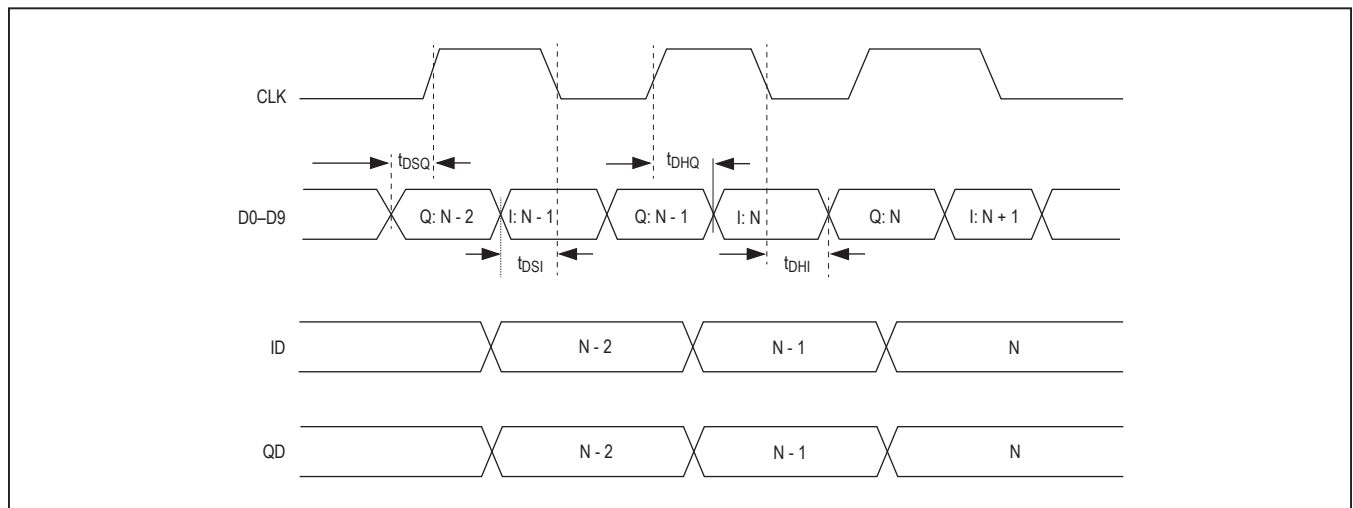 CLK
tDSQ
tDHQ
D0–D9
Q: N - 2
I: N - 1
Q: N - 1
I: N
Q: N
I: N + 1
tDSI
tDHI
ID
N - 2
N - 1
N
QD
N - 2
N - 1
N